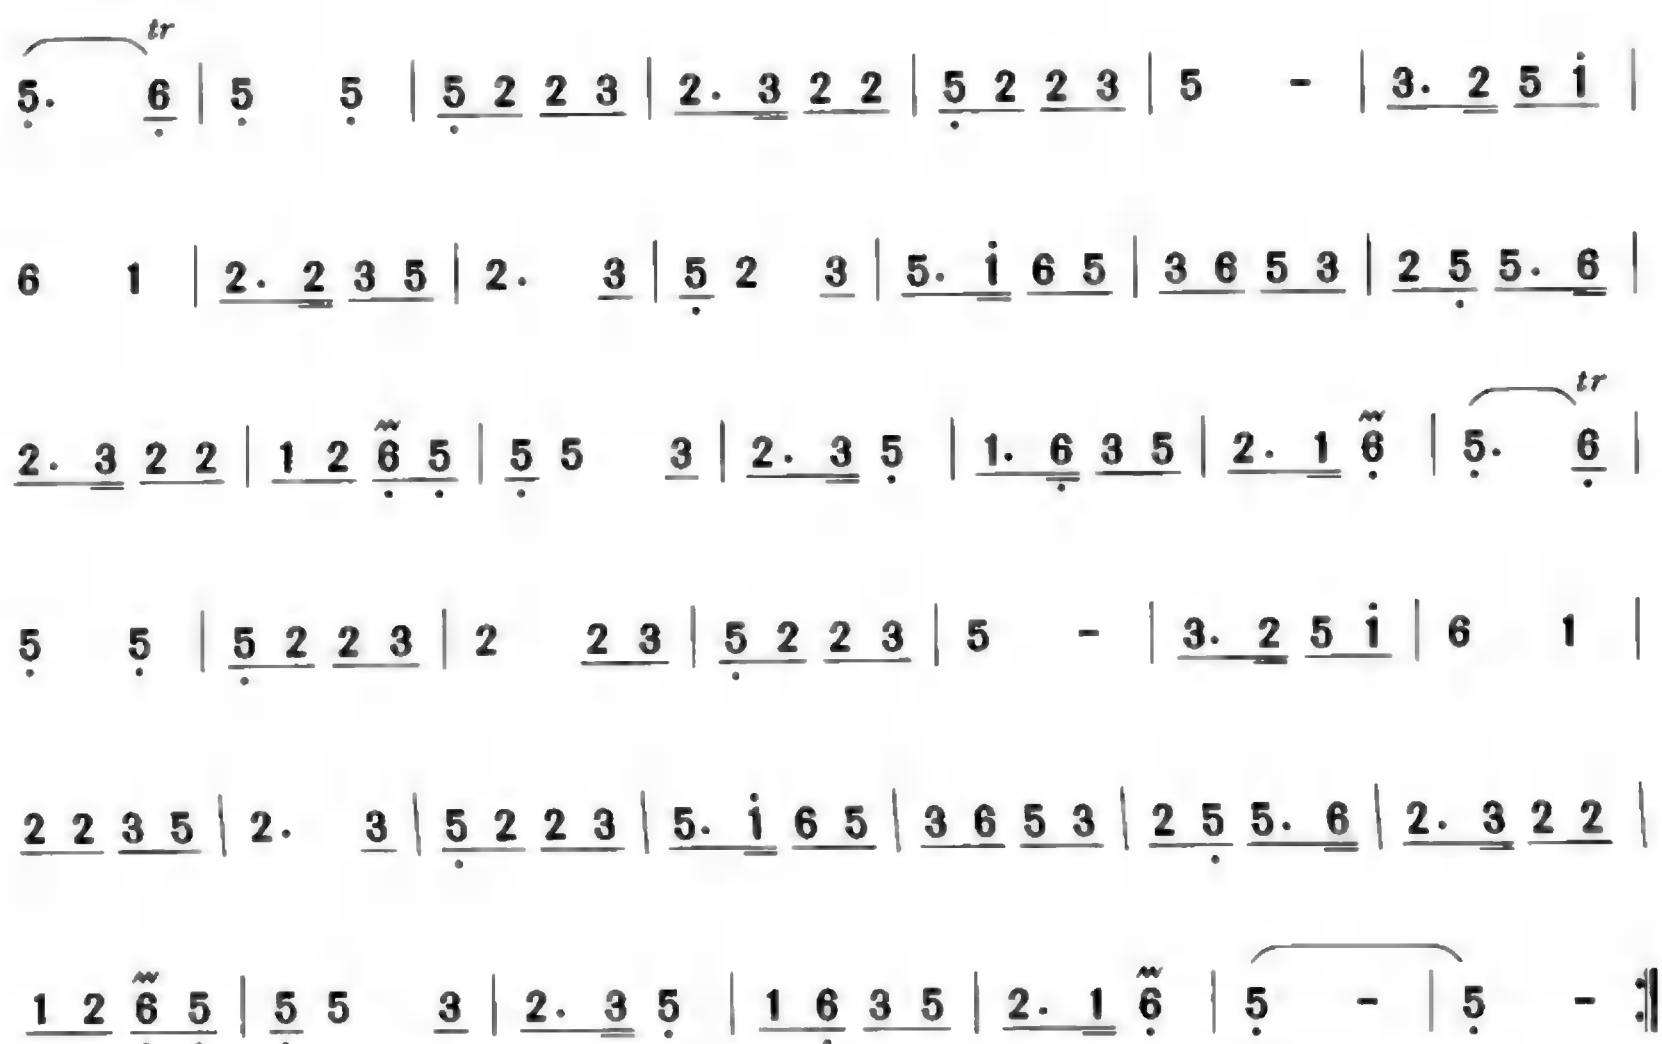 tr
5. 6 | 5 5 | 5 2 2 3 | 2. 3 2 2 | 5 2 2 3 | 5 - | 3. 2 5 i |
6 1 | 2. 2 3 5 | 2. 3 | 5 2 3 | 5. i 6 5 | 3 6 5 3 | 2 5 5. 6 |
tr
2. 3 2 2 | 1 2 6 5 | 5 5 3 | 2. 3 5 | 1. 6 3 5 | 2. 1 6 | 5. 6 |
5 5 | 5 2 2 3 | 2 2 3 | 5 2 2 3 | 5 - | 3. 2 5 i | 6 1 |
2 2 3 5 | 2. 3 | 5 2 2 3 | 5. i 6 5 | 3 6 5 3 | 2 5 5. 6 | 2. 3 2 2 |
1 2 6 5 | 5 5 3 | 2. 3 5 | 1 6 3 5 | 2. 1 6 | 5 - | 5 - :‖